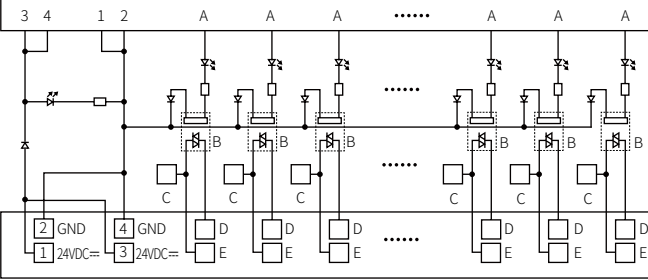 3 4 1 2 A A A •••••• A A A
••••••
B B B B B B
••••••
C C C C C C
2 GND 4 GND D D D D D D
••••••
1 24VDC⎓ 3 24VDC⎓ E E E E E E